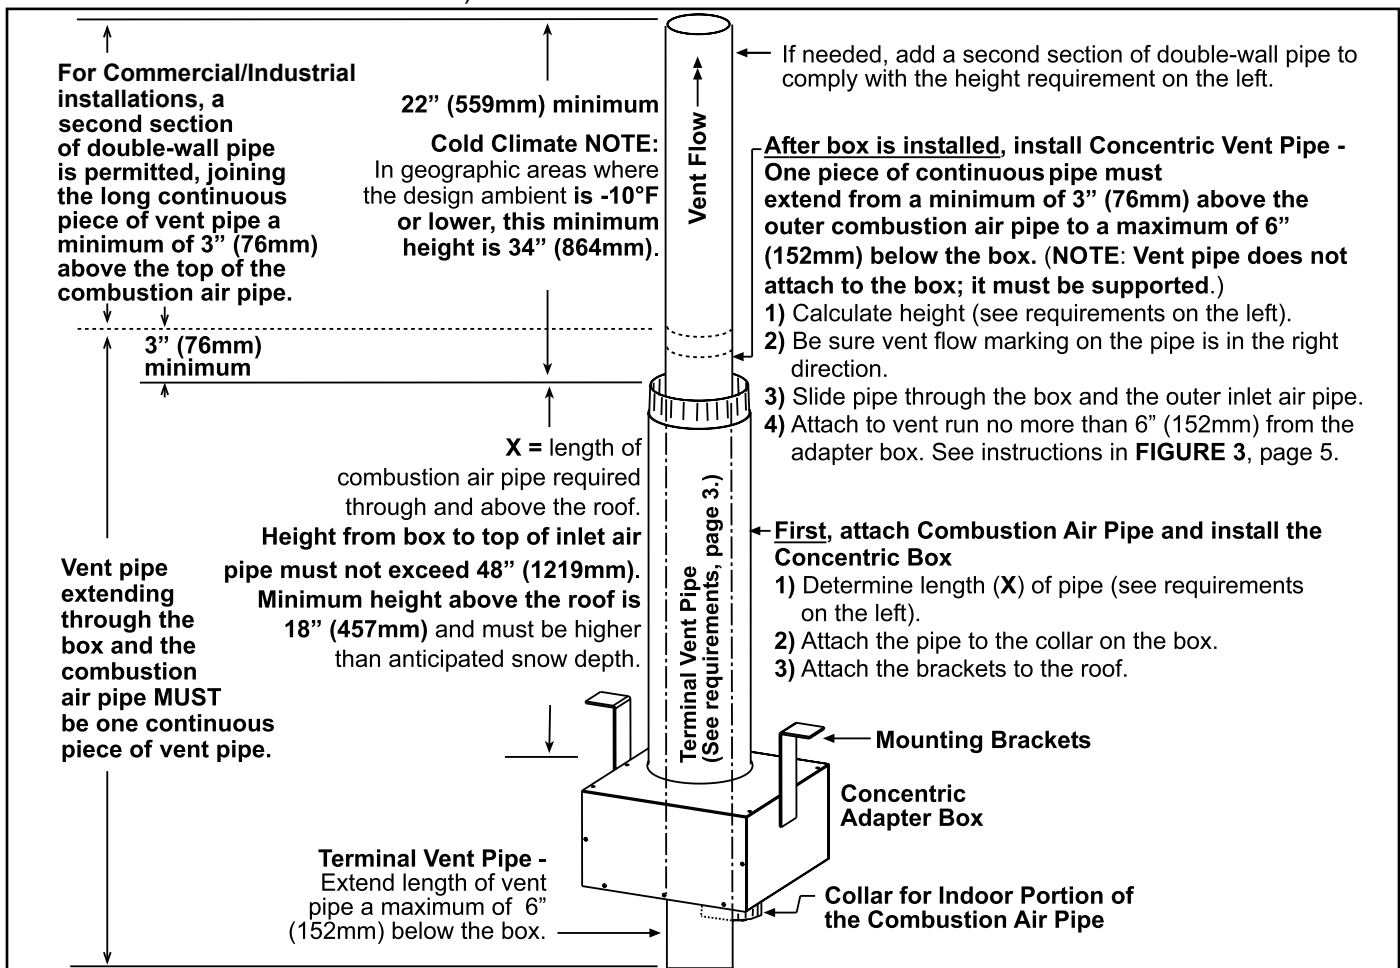 For Commercial/Industrial
installations, a
second section
of double-wall pipe
is permitted, joining
the long continuous
piece of vent pipe a
minimum of 3” (76mm)
above the top of the
combustion air pipe.
3” (76mm)
minimum
22” (559mm) minimum
Cold Climate NOTE:
In geographic areas where
the design ambient is -10°F
or lower, this minimum
height is 34” (864mm).
Vent Flow
If needed, add a second section of double-wall pipe to
comply with the height requirement on the left.
After box is installed, install Concentric Vent Pipe -
One piece of continuous pipe must
extend from a minimum of 3” (76mm) above the
outer combustion air pipe to a maximum of 6”
(152mm) below the box. (NOTE: Vent pipe does not
attach to the box; it must be supported.)
1) Calculate height (see requirements on the left).
2) Be sure vent flow marking on the pipe is in the right
direction.
3) Slide pipe through the box and the outer inlet air pipe.
4) Attach to vent run no more than 6” (152mm) from the
adapter box. See instructions in FIGURE 3, page 5.
X = length of
combustion air pipe required
through and above the roof.
Height from box to top of inlet air
pipe must not exceed 48” (1219mm).
Minimum height above the roof is
18” (457mm) and must be higher
than anticipated snow depth.
Vent pipe
extending
through the
box and the
combustion
air pipe MUST
be one continuous
piece of vent pipe.
Terminal Vent Pipe
(See requirements, page 3.)
First, attach Combustion Air Pipe and install the
Concentric Box
1) Determine length (X) of pipe (see requirements
on the left).
2) Attach the pipe to the collar on the box.
3) Attach the brackets to the roof.
Mounting Brackets
Concentric
Adapter Box
Terminal Vent Pipe -
Extend length of vent
pipe a maximum of 6”
(152mm) below the box.
Collar for Indoor Portion of
the Combustion Air Pipe